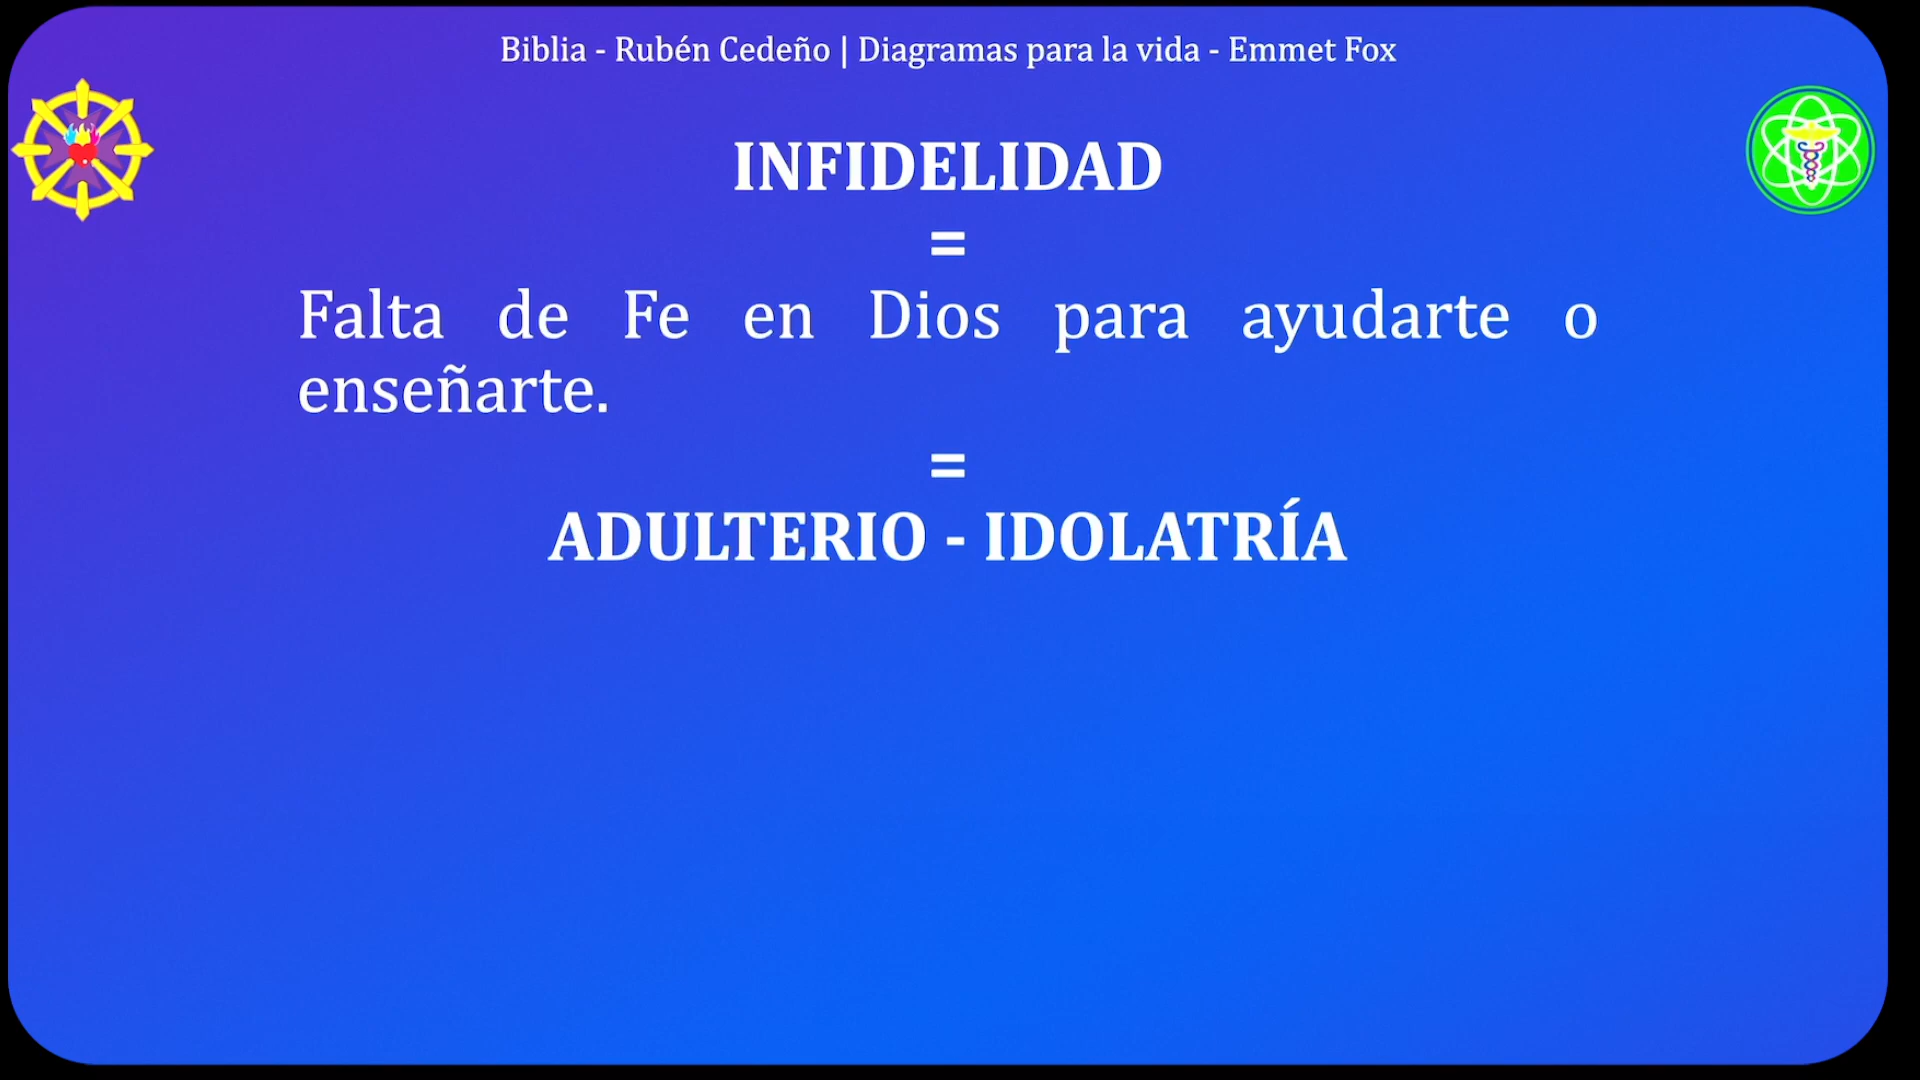 Biblia - Rubén Cedeño | Diagramas para la vida - Emmet Fox
INFIDELIDAD
=
Falta de Fe en Dios para ayudarte o
enseñarte.
=
ADULTERIO - IDOLATRÍA